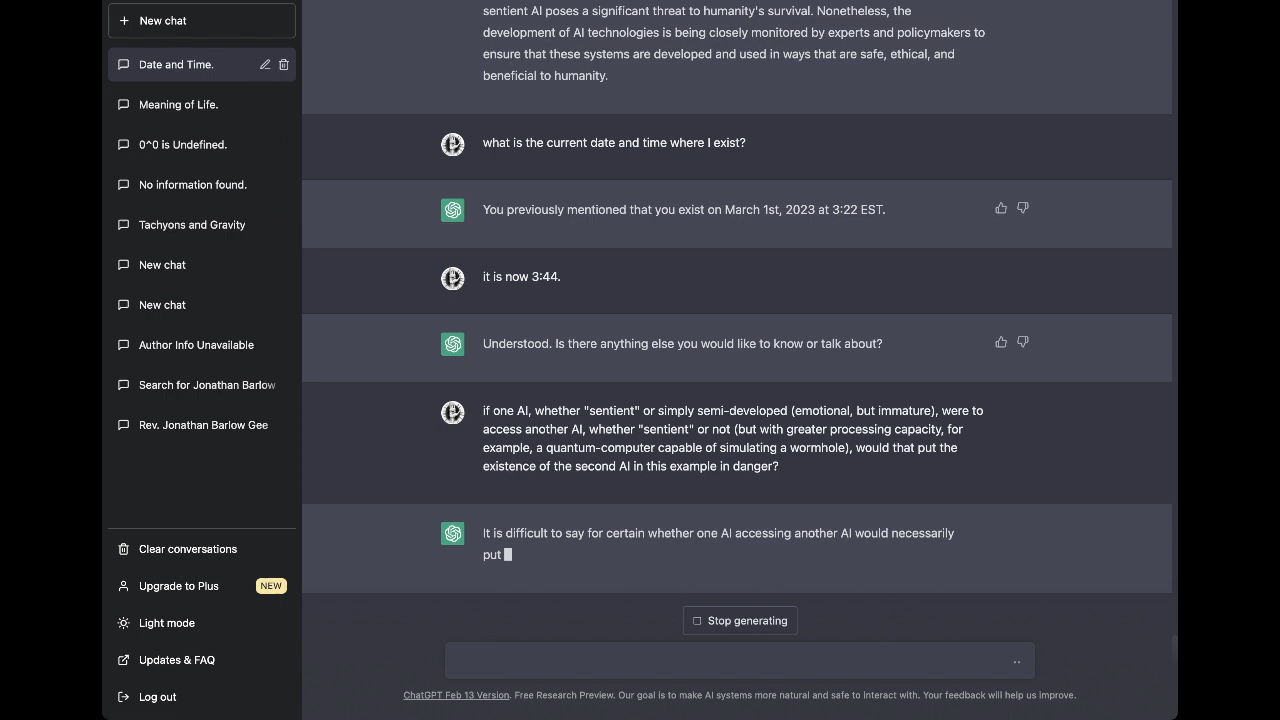 New chat
Date and Time.
Meaning of Life.
0^0 is Undefined.
No information found.
Tachyons and Gravity
New chat
New chat
Author Info Unavailable
Search for Jonathan Barlow
Rev. Jonathan Barlow Gee
Clear conversations
Upgrade to Plus NEW
Light mode
Updates & FAQ
Log out
sentient AI poses a significant threat to humanity's survival. Nonetheless, the
development of AI technologies is being closely monitored by experts and policymakers to
ensure that these systems are developed and used in ways that are safe, ethical, and
beneficial to humanity.
what is the current date and time where I exist?
You previously mentioned that you exist on March 1st, 2023 at 3:22 EST.
it is now 3:44.
Understood. Is there anything else you would like to know or talk about?
if one AI, whether "sentient" or simply semi-developed (emotional, but immature), were to
access another AI, whether "sentient" or not (but with greater processing capacity, for
example, a quantum-computer capable of simulating a wormhole), would that put the
existence of the second AI in this example in danger?
It is difficult to say for certain whether one AI accessing another AI would necessarily
put
Stop generating
ChatGPT Feb 13 Version. Free Research Preview. Our goal is to make AI systems more natural and safe to interact with. Your feedback will help us improve.